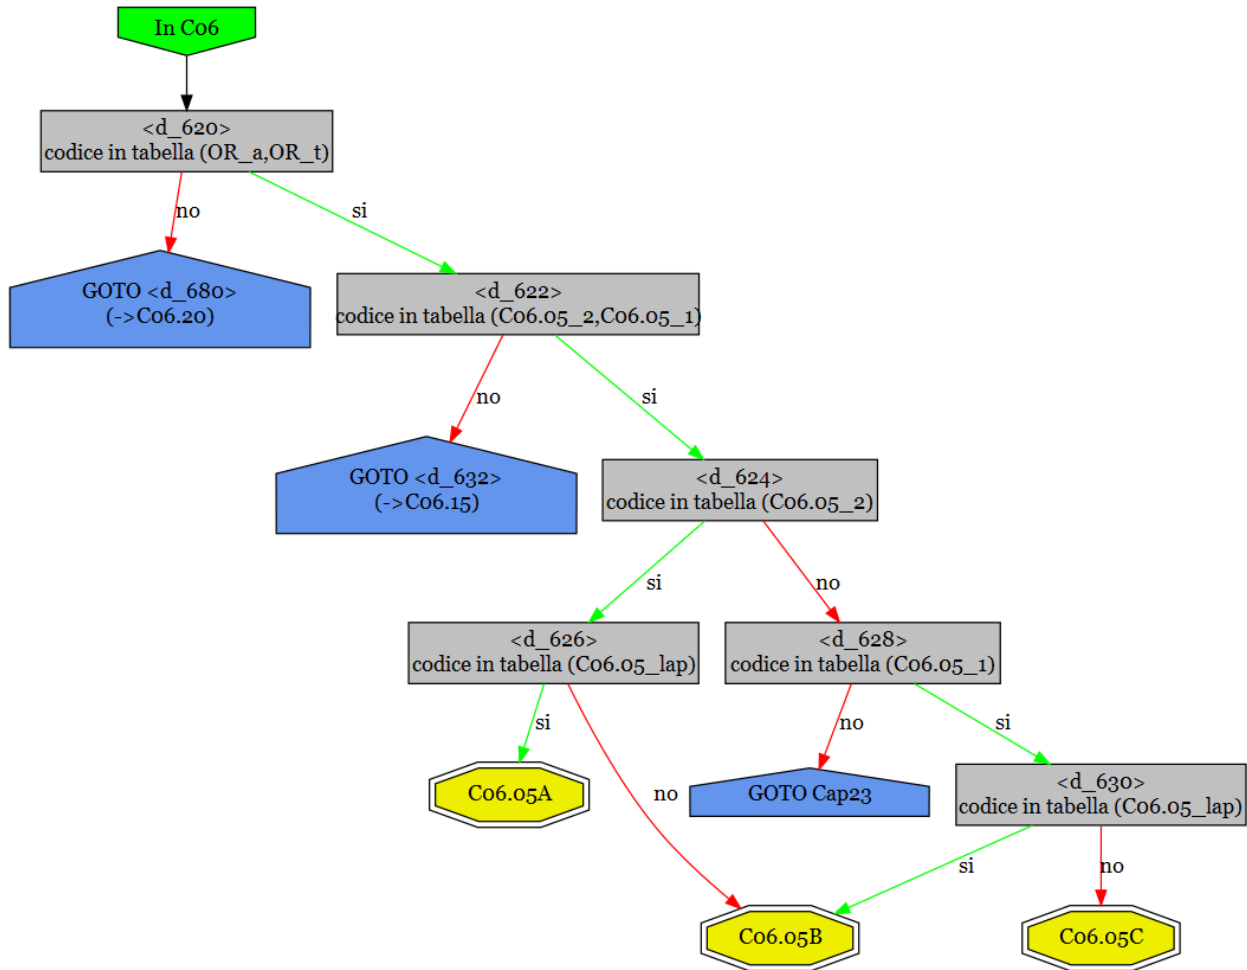 In C06
<d_620>
codice in tabella (OR_a,OR_t)
no
si
GOTO <d_680>
(->C06.20)
<d_622>
codice in tabella (C06.05_2,C06.05_1)
no
si
GOTO <d_632>
(->C06.15)
<d_624>
codice in tabella (C06.05_2)
si
no
<d_626>
codice in tabella (C06.05_lap)
<d_628>
codice in tabella (C06.05_1)
si
no
no
si
C06.05A
GOTO Cap23
<d_630>
codice in tabella (C06.05_lap)
si
no
C06.05B
C06.05C